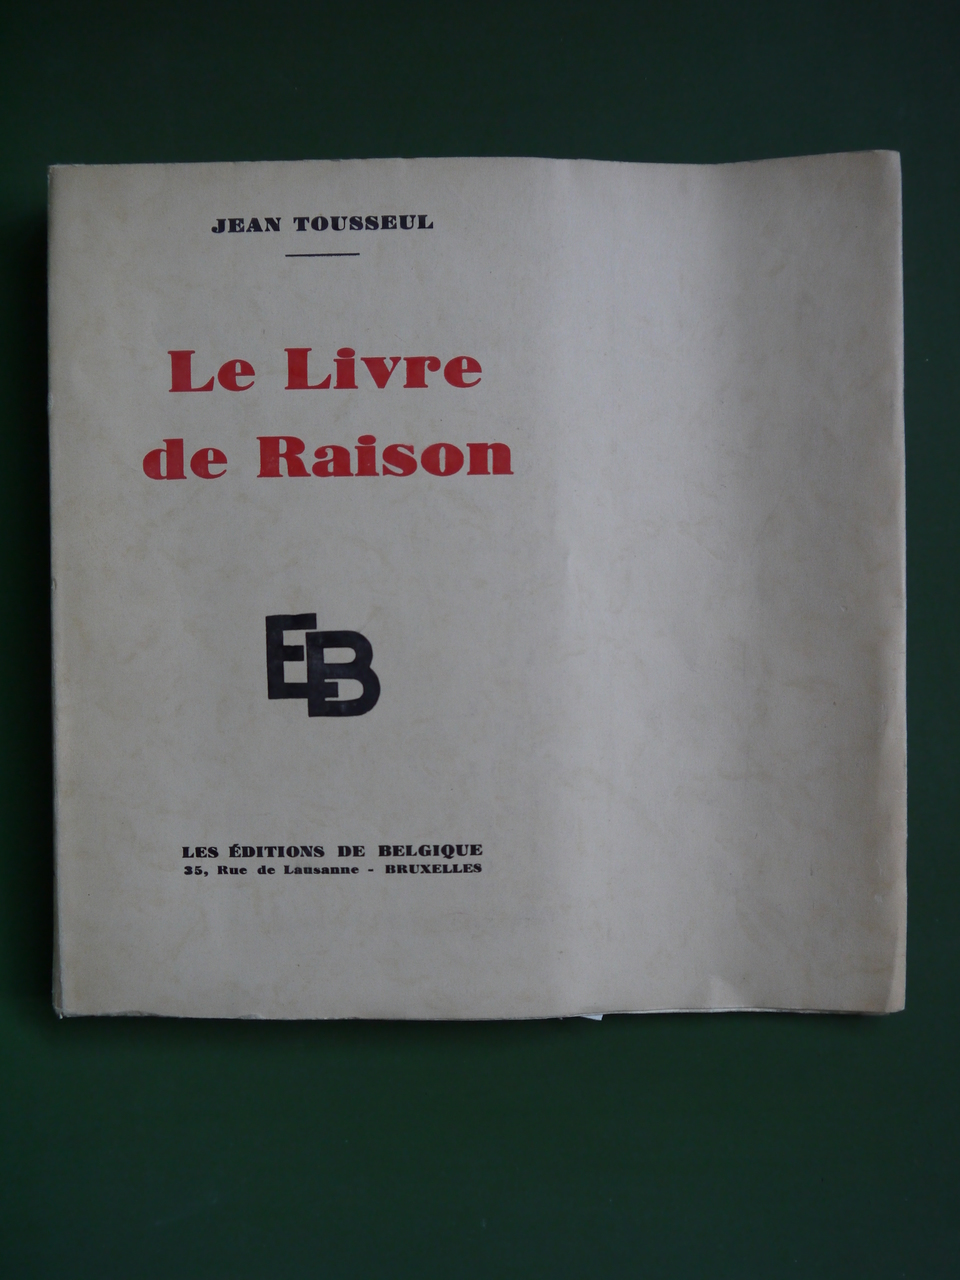 JEAN TOUSSEUL
Le Livre
de Raison
EB
LES ÉDITIONS DE BELGIQUE
35, Rue de Lausanne - BRUXELLES